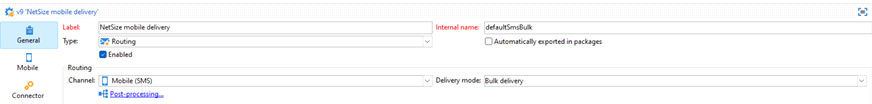 v9 'NetSize mobile delivery'
General
Mobile
Connector
Label: NetSize mobile delivery Internal name: defaultSmsBulk
Type: Routing Automatically exported in packages
Enabled
Routing
Channel: Mobile (SMS) Delivery mode: Bulk delivery
Post-processing...